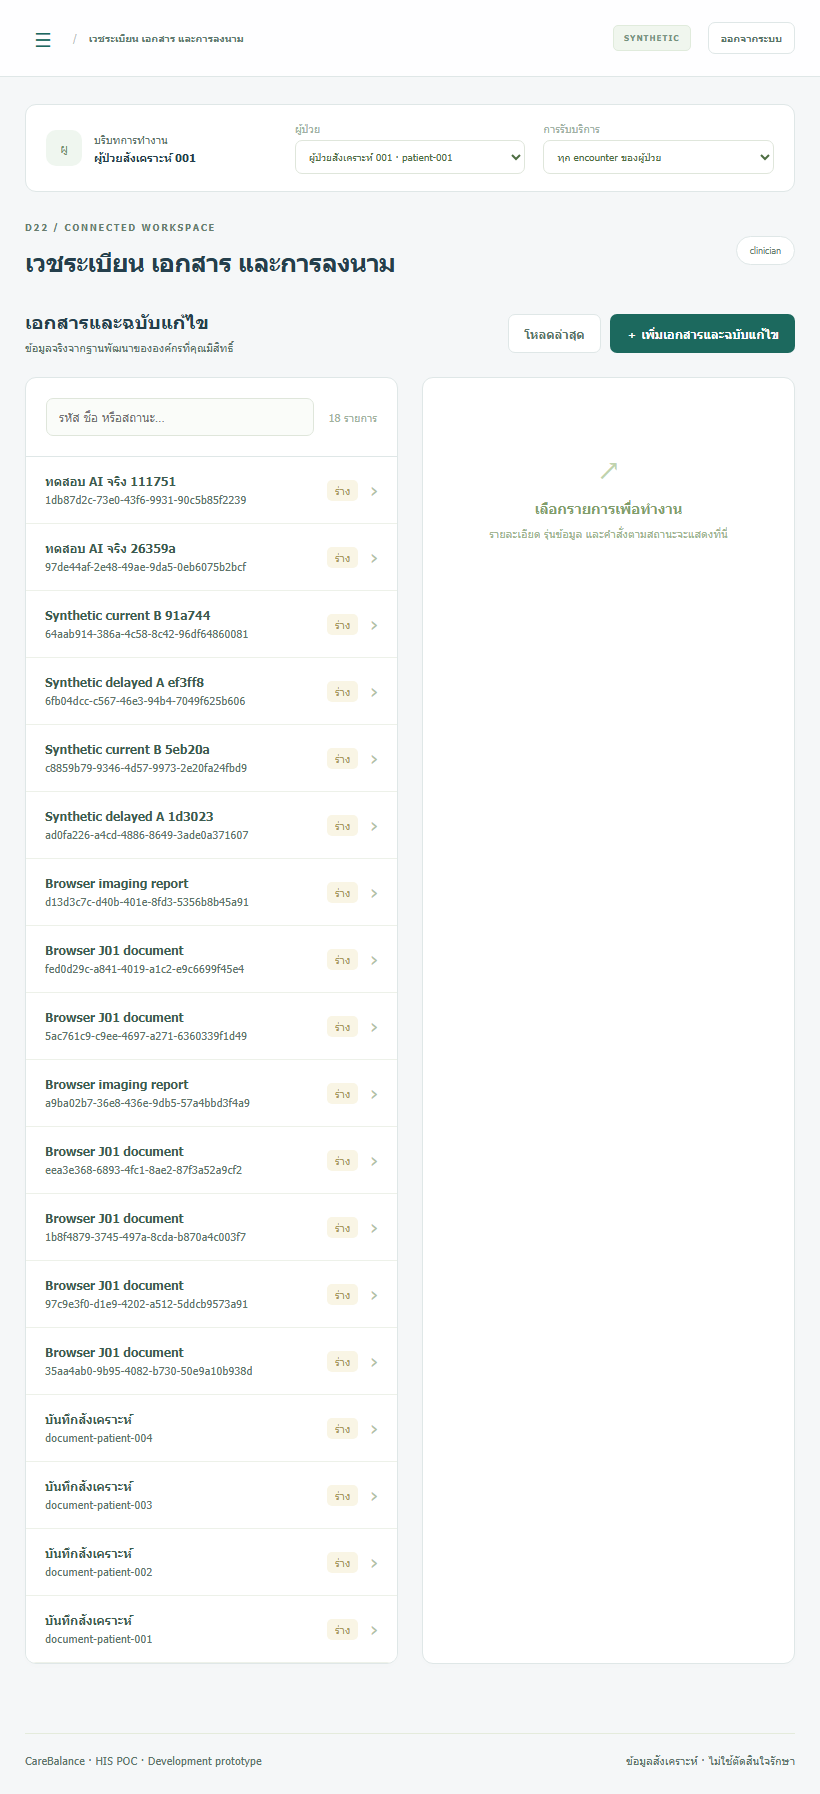 ☰ / เวชระเบียน เอกสาร และการลงนาม SYNTHETIC ออกจากระบบ
ผู้ป่วย การรับบริการ
ผู้ บริบทการทำงาน
ผู้ป่วยสังเคราะห์ 001 ผู้ป่วยสังเคราะห์ 001 · patient-001 ทุก encounter ของผู้ป่วย
D22 / CONNECTED WORKSPACE
เวชระเบียน เอกสาร และการลงนาม clinician
เอกสารและฉบับแก้ไข โหลดล่าสุด + เพิ่มเอกสารและฉบับแก้ไข
ข้อมูลจริงจากฐานพัฒนาขององค์กรที่คุณมีสิทธิ์
รหัส ชื่อ หรือสถานะ... 18 รายการ
ทดสอบ AI จริง 111751 ร่าง
1db87d2c-73e0-43f6-9931-90c5b85f2239
ทดสอบ AI จริง 26359a ร่าง
97de44af-2e48-49ae-9da5-0eb6075b2bcf
Synthetic current B 91a744 ร่าง
64aab914-386a-4c58-8c42-96df64860081
Synthetic delayed A ef3ff8 ร่าง
6fb04dcc-c567-46e3-94b4-7049f625b606
Synthetic current B 5eb20a ร่าง
c8859b79-9346-4d57-9973-2e20fa24fbd9
Synthetic delayed A 1d3023 ร่าง
ad0fa226-a4cd-4886-8649-3ade0a371607
Browser imaging report ร่าง
d13d3c7c-d40b-401e-8fd3-5356b8b45a91
Browser J01 document ร่าง
fed0d29c-a841-4019-a1c2-e9c6699f45e4
Browser J01 document ร่าง
5ac761c9-c9ee-4697-a271-6360339f1d49
Browser imaging report ร่าง
a9ba02b7-36e8-436e-9db5-57a4bbd3f4a9
Browser J01 document ร่าง
eea3e368-6893-4fc1-8ae2-87f3a52a9cf2
Browser J01 document ร่าง
1b8f4879-3745-497a-8cda-b870a4c003f7
Browser J01 document ร่าง
97c9e3f0-d1e9-4202-a512-5ddcb9573a91
Browser J01 document ร่าง
35aa4ab0-9b95-4082-b730-50e9a10b938d
บันทึกสังเคราะห์ ร่าง
document-patient-004
บันทึกสังเคราะห์ ร่าง
document-patient-003
บันทึกสังเคราะห์ ร่าง
document-patient-002
บันทึกสังเคราะห์ ร่าง
document-patient-001
เลือกรายการเพื่อทำงาน
รายละเอียด รุ่นข้อมูล และคำสั่งตามสถานะจะแสดงที่นี่
CareBalance · HIS POC · Development prototype ข้อมูลสังเคราะห์ · ไม่ใช้ตัดสินใจรักษา